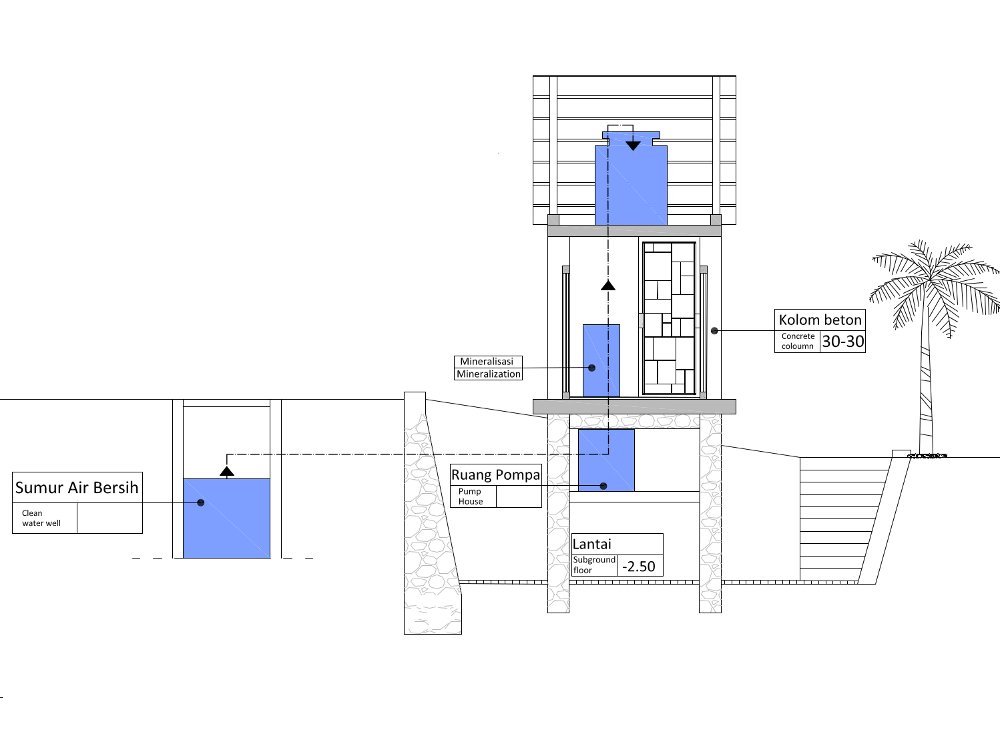 Kolom beton
Concrete
coloumn
30-30
Mineralisasi
Mineralization
Sumur Air Bersih
Clean
water well
Ruang Pompa
Pump
House
Lantai
Subground
floor
-2.50